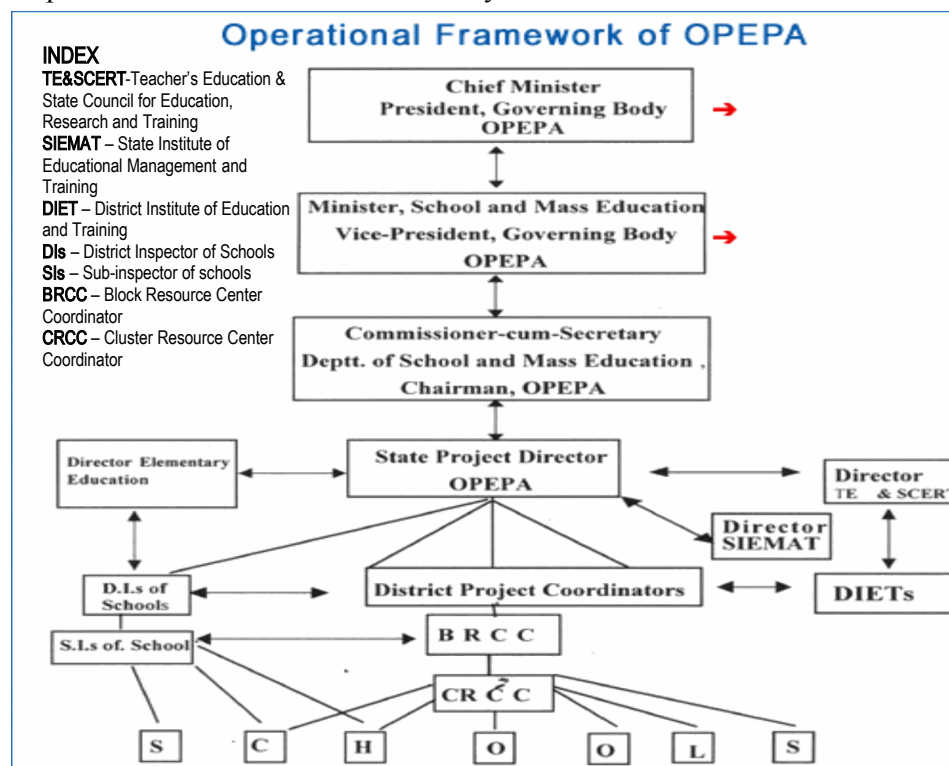 Operational Framework of OPEPA
INDEX
TE&SCERT-Teacher's Education &
State Council for Education,
Research and Training
SIEMAT – State Institute of
Educational Management and
Training
DIET – District Institute of Education
and Training
DIs – District Inspector of Schools
SIs – Sub-inspector of schools
BRCC – Block Resource Center
Coordinator
CRCC – Cluster Resource Center
Coordinator
Chief Minister
President, Governing Body
OPEPA
Minister, School and Mass Education
Vice-President, Governing Body
OPEPA
Commissioner-cum-Secretary
Deptt. of School and Mass Education ,
Chairman, OPEPA
Director Elementary
Education
State Project Director
OPEPA
Director
TE & SCERT
Director
SIEMAT
D.I.s of
Schools
District Project Coordinators
DIETs
S.I.s of. School
B R C C
CR C C
S C H O O L S